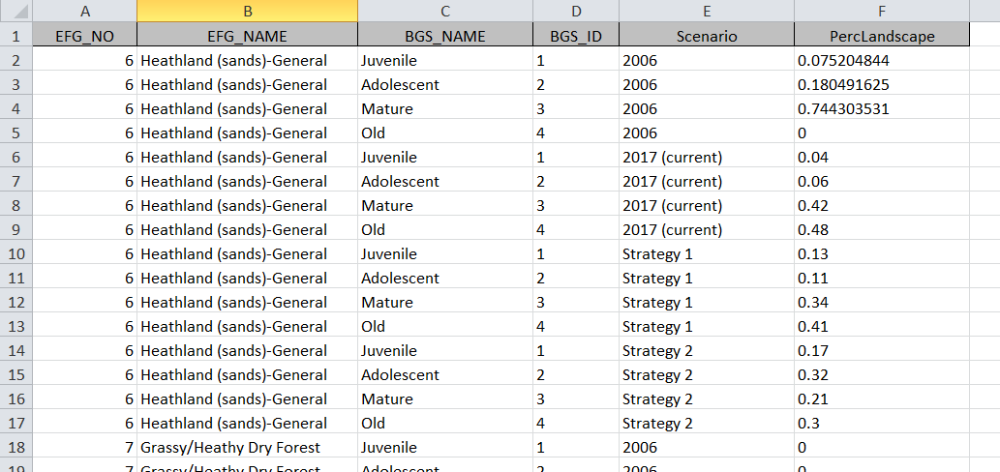 A B C D E F
1 EFG_NO EFG_NAME BGS_NAME BGS_ID Scenario PercLandscape
2 6 Heathland (sands)-General Juvenile 1 2006 0.075204844
3 6 Heathland (sands)-General Adolescent 2 2006 0.180491625
4 6 Heathland (sands)-General Mature 3 2006 0.744303531
5 6 Heathland (sands)-General Old 4 2006 0
6 6 Heathland (sands)-General Juvenile 1 2017 (current) 0.04
7 6 Heathland (sands)-General Adolescent 2 2017 (current) 0.06
8 6 Heathland (sands)-General Mature 3 2017 (current) 0.42
9 6 Heathland (sands)-General Old 4 2017 (current) 0.48
10 6 Heathland (sands)-General Juvenile 1 Strategy 1 0.13
11 6 Heathland (sands)-General Adolescent 2 Strategy 1 0.11
12 6 Heathland (sands)-General Mature 3 Strategy 1 0.34
13 6 Heathland (sands)-General Old 4 Strategy 1 0.41
14 6 Heathland (sands)-General Juvenile 1 Strategy 2 0.17
15 6 Heathland (sands)-General Adolescent 2 Strategy 2 0.32
16 6 Heathland (sands)-General Mature 3 Strategy 2 0.21
17 6 Heathland (sands)-General Old 4 Strategy 2 0.3
18 7 Grassy/Heathy Dry Forest Juvenile 1 2006 0
19 7 Grassy/Heathy Dry Forest Adolescent 2 2006 0